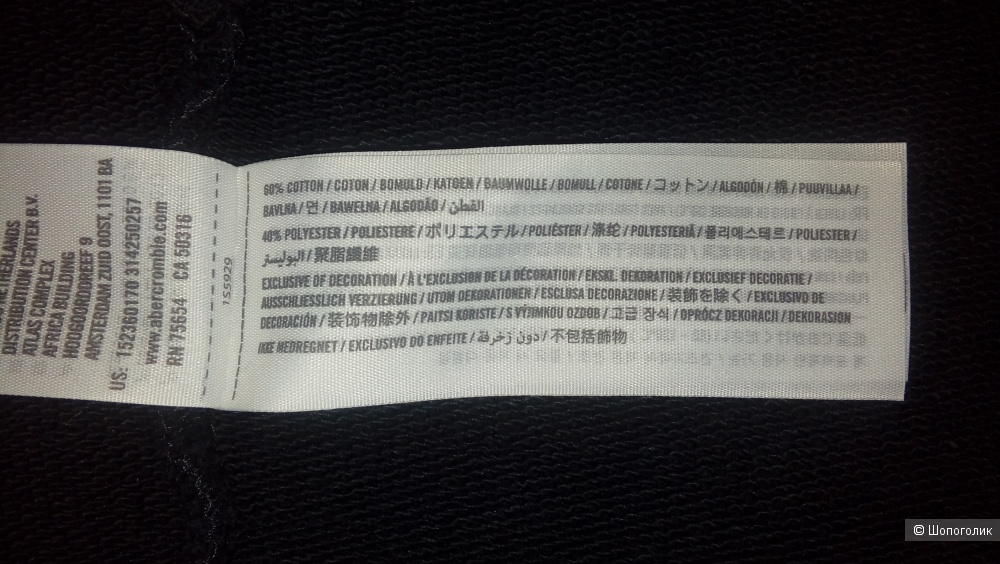 NETHERLANDS
DISTRIBUTION CENTER B.V.
ATLAS COMPLEX
AFRICA BUILDING
HOOGOORDDREEF 9
AMSTERDAM ZUID OOST, 1101 BA
US: 152360170 314250257
www.abercrombie.com
RN 75654 CA 50316
155929
60% COTTON / COTON / BOMULD / KATOEN / BAUMWOLLE / BOMULL / COTONE / コットン / ALGODÓN / 棉 / PUUVILLAA /
BAVLNA / 면 / BAWEŁNA / ALGODÃO / القطن
40% POLYESTER / POLIESTERE / ポリエステル / POLIÉSTER / 涤纶 / POLYESTERIÄ / 폴리에스테르 / POLIESTER /
البوليستر / 聚脂纖維
EXCLUSIVE OF DECORATION / À L'EXCLUSION DE LA DÉCORATION / EKSKL. DEKORATION / EXCLUSIEF DECORATIE /
AUSSCHLIESSLICH VERZIERUNG / UTOM DEKORATIONEN / ESCLUSA DECORAZIONE / 装飾を除く / EXCLUSIVO DE
DECORACIÓN / 装饰物除外 / PAITSI KORISTE / S VÝJIMKOU OZDOB / 고급 장식 / OPRÓCZ DEKORACJI / DEKORASJON
IKKE MEDREGNET / EXCLUSIVO DO ENFEITE / دون زخرفة / 不包括飾物
© Шопоголик